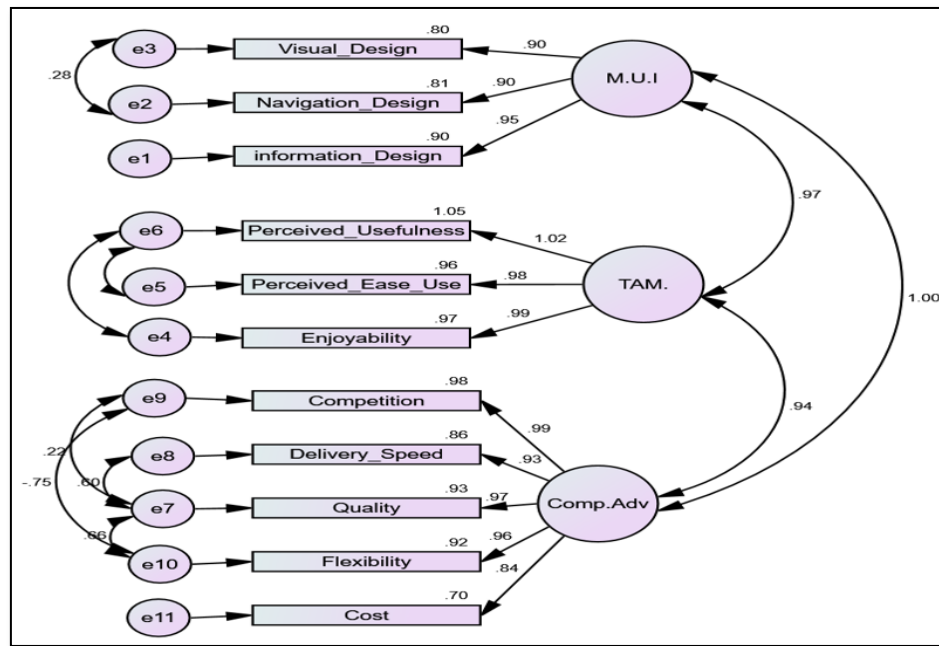 .80
e3 Visual_Design .90 M.U.I
.28 .81
e2 Navigation_Design .90
.90 .95
e1 information_Design
.97
1.05
e6 Perceived_Usefulness 1.02
.96
e5 Perceived_Ease_Use .98 TAM.
1.00
.97 .99
e4 Enjoyability
.98
e9 Competition
.94
.86 .99
.22 e8 Delivery_Speed .93
-.75 .60 .93
e7 Quality .97 Comp.Adv
.92 .96
e10 Flexibility
.84
.70
e11 Cost